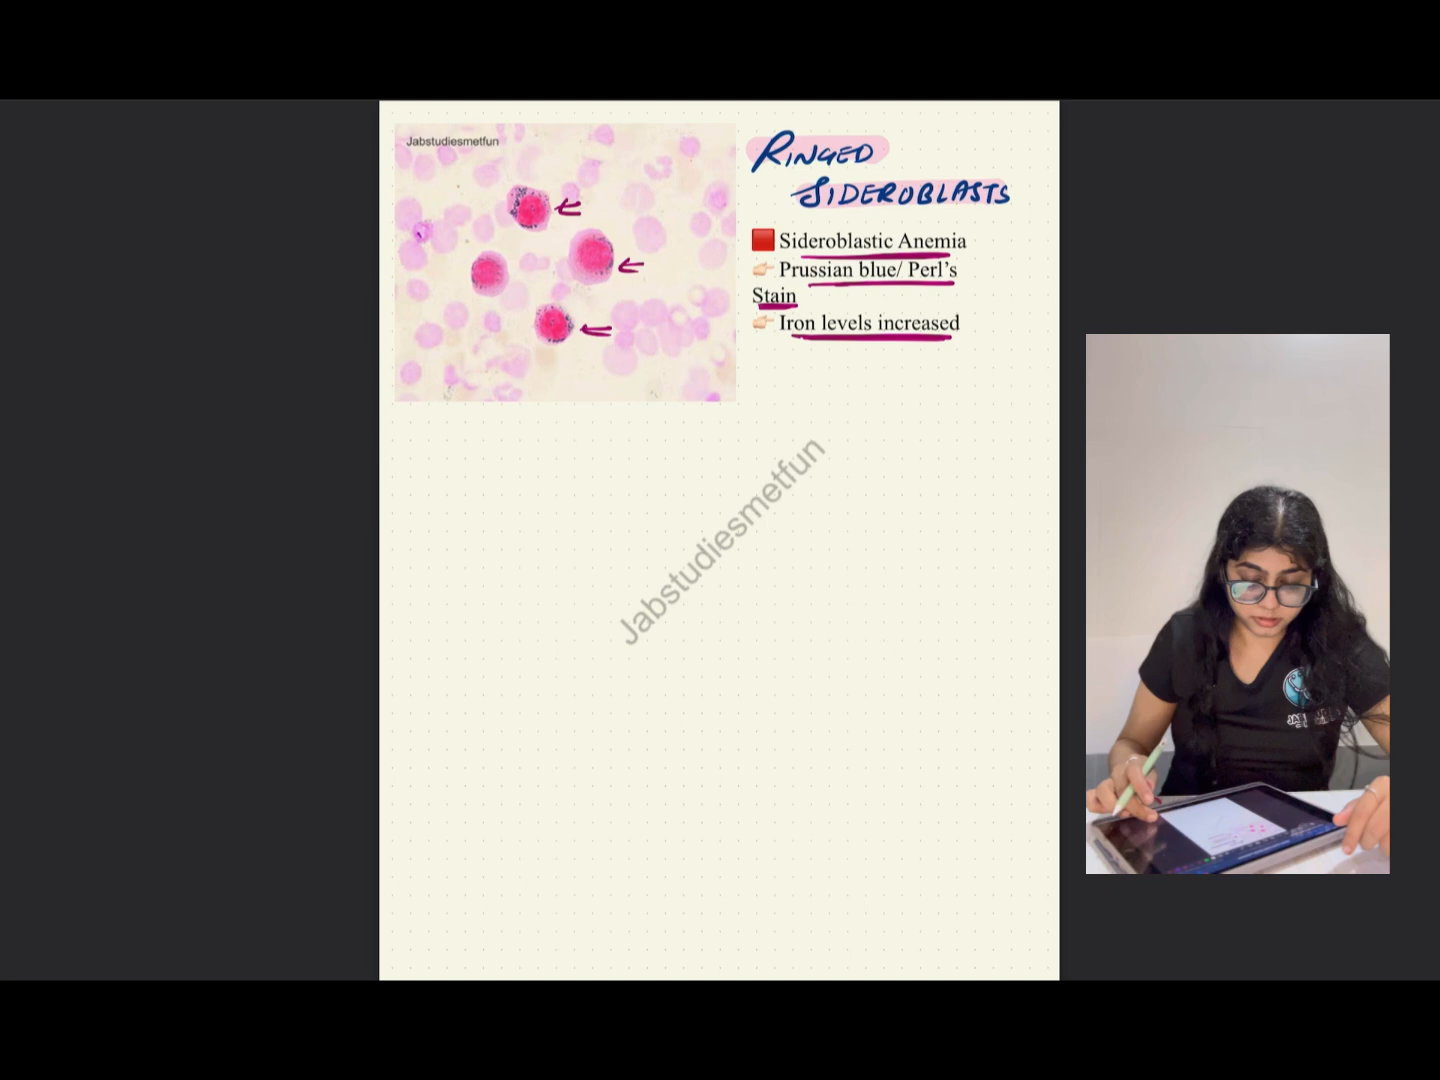 Jabstudiesmetfun
RINGED
SIDEROBLASTS
🟥 Sideroblastic Anemia
👉🏻 Prussian blue/ Perl’s
Stain
👉🏻 Iron levels increased
Jabstudiesmetfun